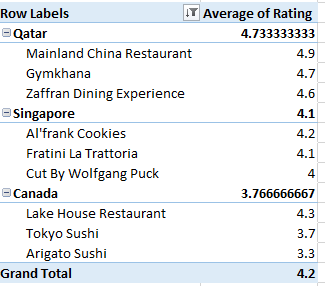 Row Labels Average of Rating
Qatar 4.733333333
Mainland China Restaurant 4.9
Gymkhana 4.7
Zaffran Dining Experience 4.6
Singapore 4.1
Al'frank Cookies 4.2
Fratini La Trattoria 4.1
Cut By Wolfgang Puck 4
Canada 3.766666667
Lake House Restaurant 4.3
Tokyo Sushi 3.7
Arigato Sushi 3.3
Grand Total 4.2